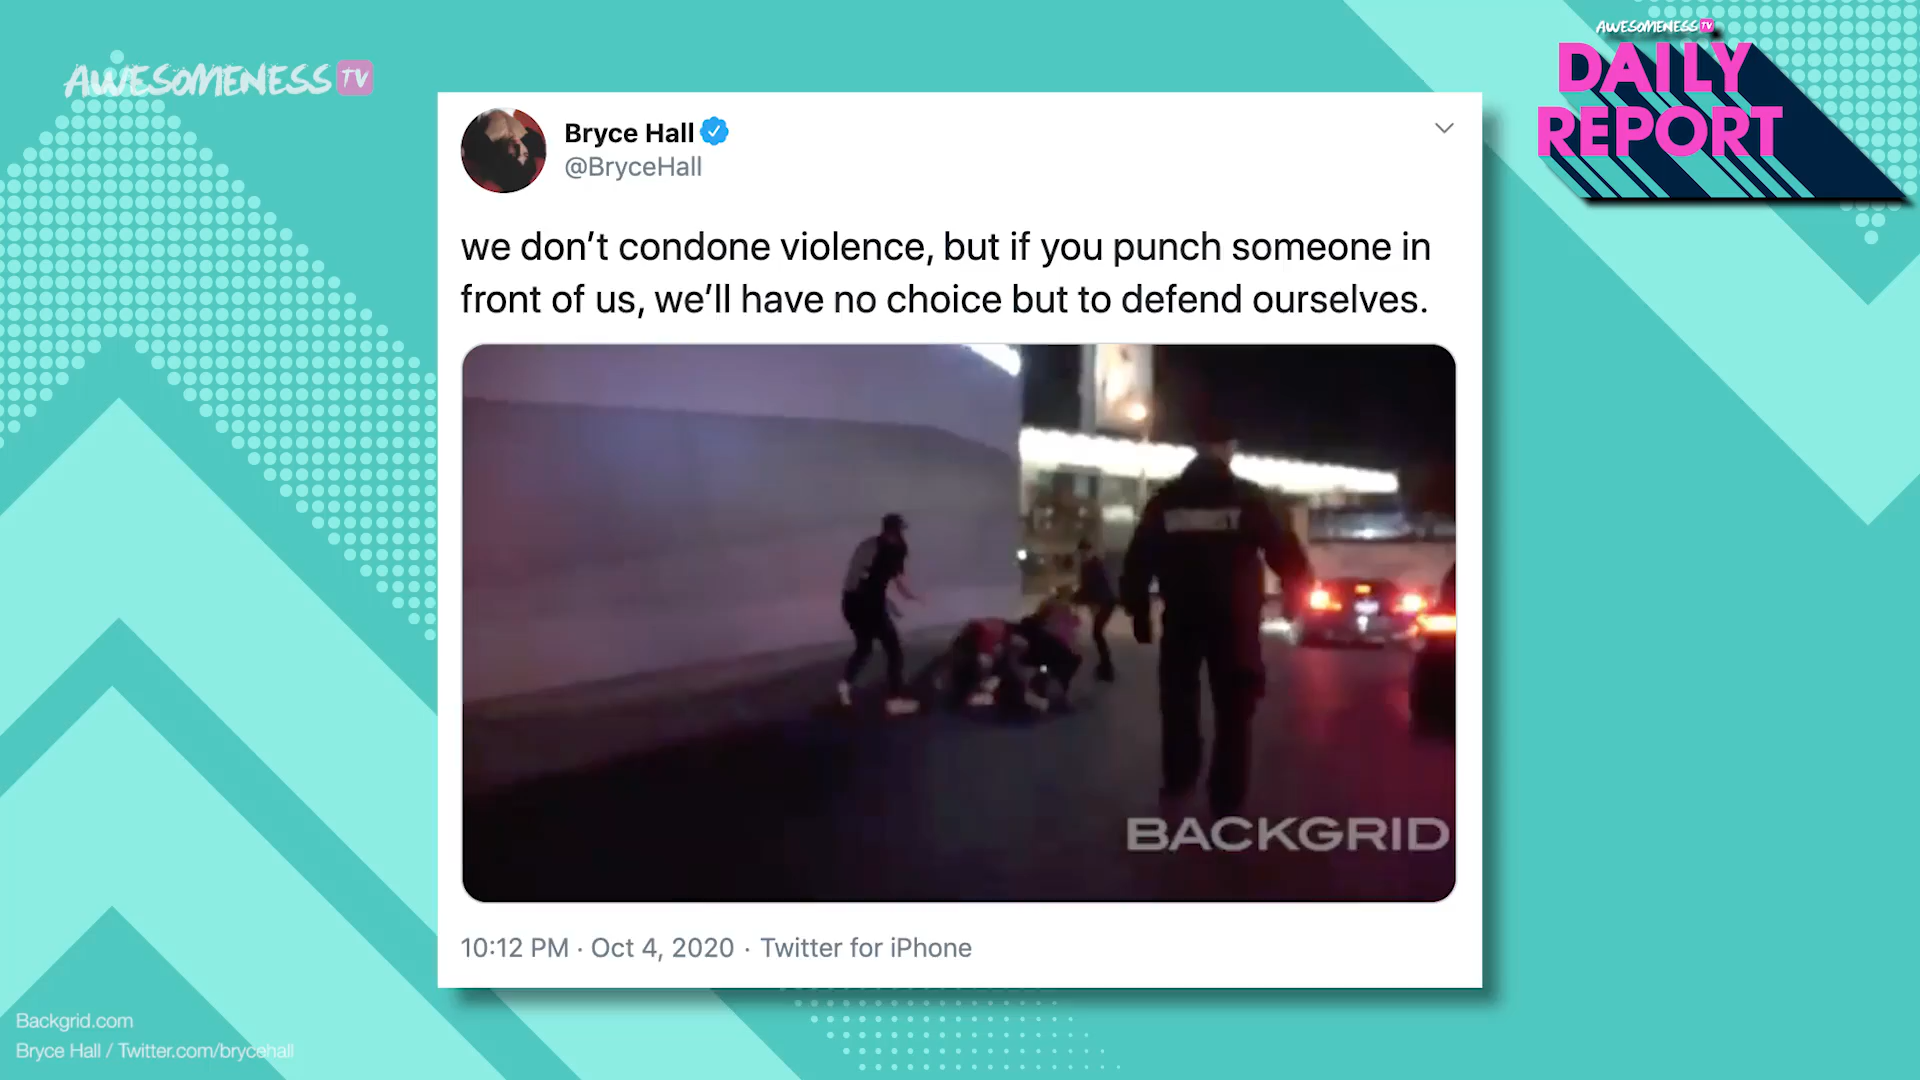 AWESOMENESS TV
AWESOMENESS TV
DAILY
REPORT
Bryce Hall
@BryceHall
we don’t condone violence, but if you punch someone in
front of us, we’ll have no choice but to defend ourselves.
BACKGRID
10:12 PM · Oct 4, 2020 · Twitter for iPhone
Backgrid.com
Bryce Hall / Twitter.com/brycehall